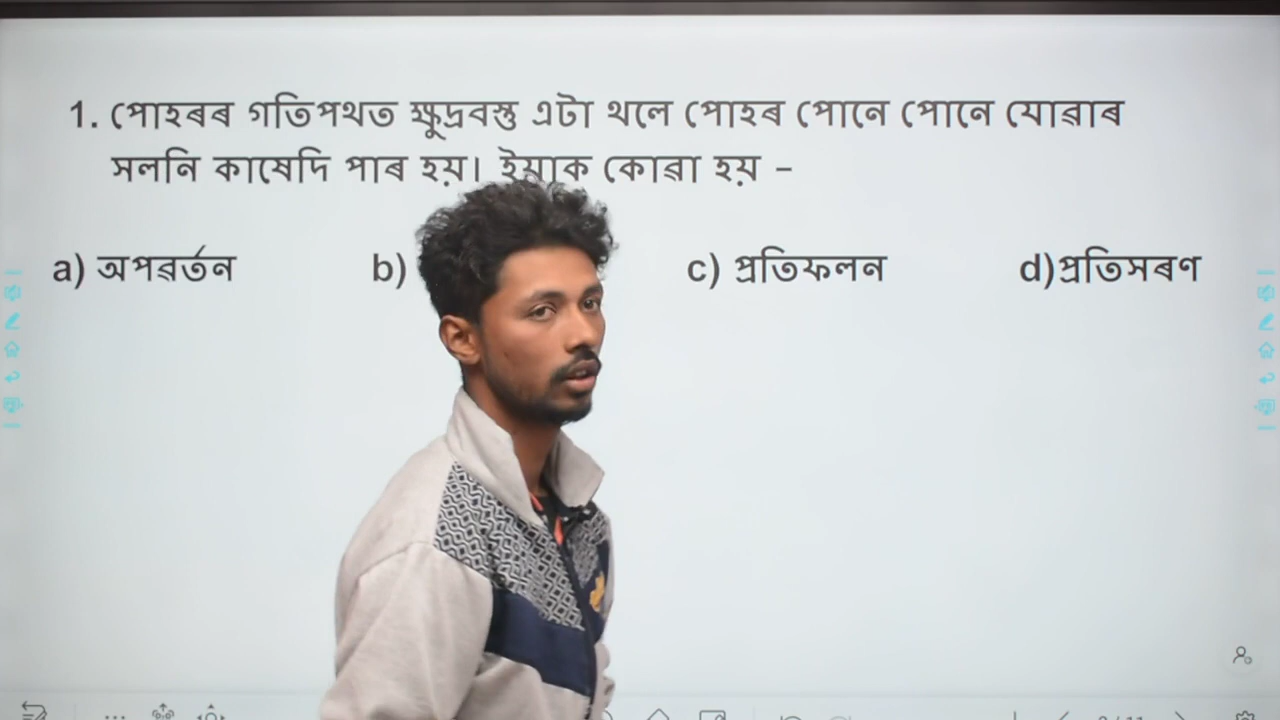 1. পোহৰৰ গতিপথত ক্ষুদ্ৰবস্তু এটা থলে পোহৰ পোনে পোনে যোৱাৰ
সলনি কাষেদি পাৰ হয়। ইয়াক কোৱা হয় –
a) অপৱৰ্তন b) c) প্ৰতিফলন d)প্ৰতিসৰণ